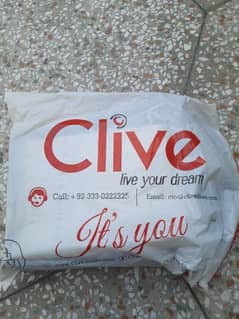 Clive
live your dream
Call: + 92-333-0222225 | Email:
It's you